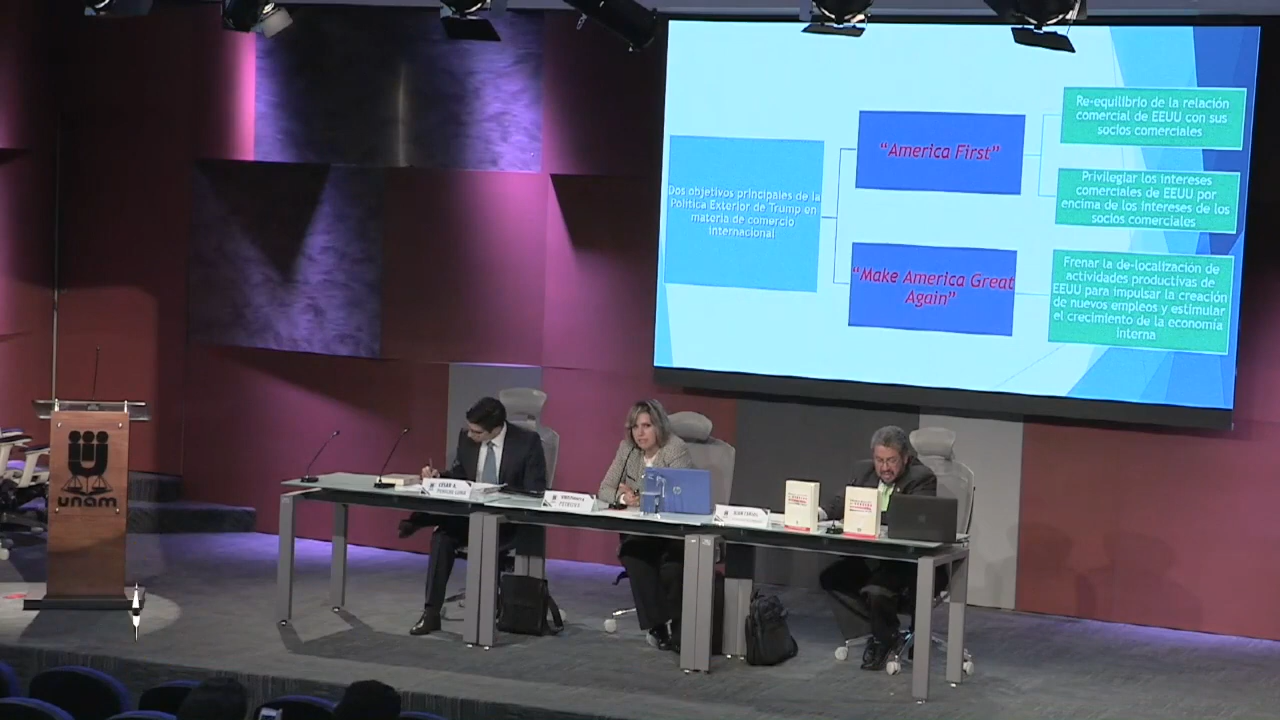 Dos objetivos principales de la
Política Exterior de Trump en
materia de comercio
internacional
“America First”
“Make America Great
Again”
Re-equilibrio de la relación
comercial de EEUU con sus
socios comerciales
Privilegiar los intereses
comerciales de EEUU por
encima de los intereses de los
socios comerciales
Frenar la de-localización de
actividades productivas de
EEUU para impulsar la creación
de nuevos empleos y estimular
el crecimiento de la economía
interna
unam
CÉSAR A.
hp